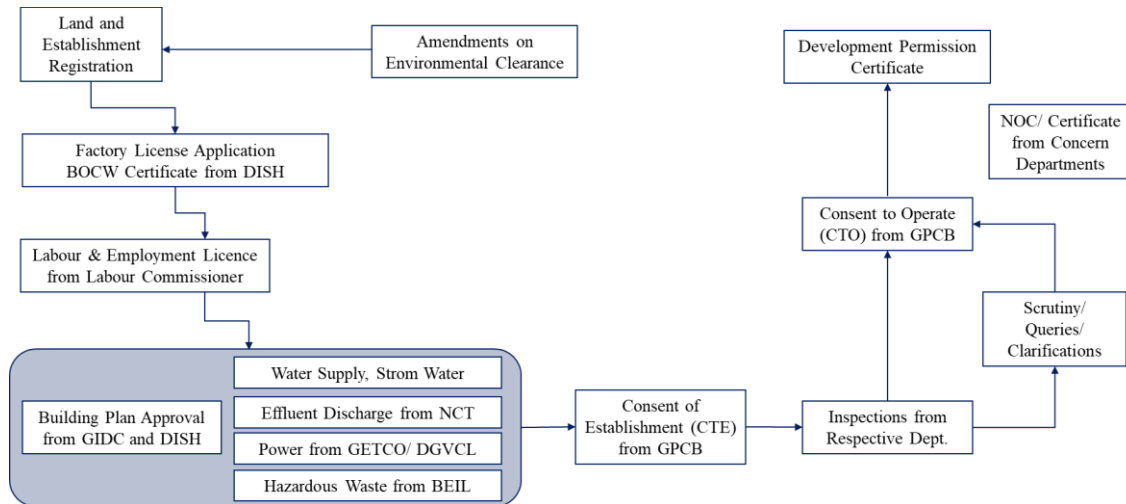 Land and
Establishment
Registration
Amendments on
Environmental Clearance
Development Permission
Certificate
NOC/ Certificate
from Concern
Departments
Factory License Application
BOCW Certificate from DISH
Consent to Operate
(CTO) from GPCB
Labour & Employment Licence
from Labour Commissioner
Scrutiny/
Queries/
Clarifications
Building Plan Approval
from GIDC and DISH
Water Supply, Strom Water
Effluent Discharge from NCT
Power from GETCO/ DGVCL
Hazardous Waste from BEIL
Consent of
Establishment (CTE)
from GPCB
Inspections from
Respective Dept.